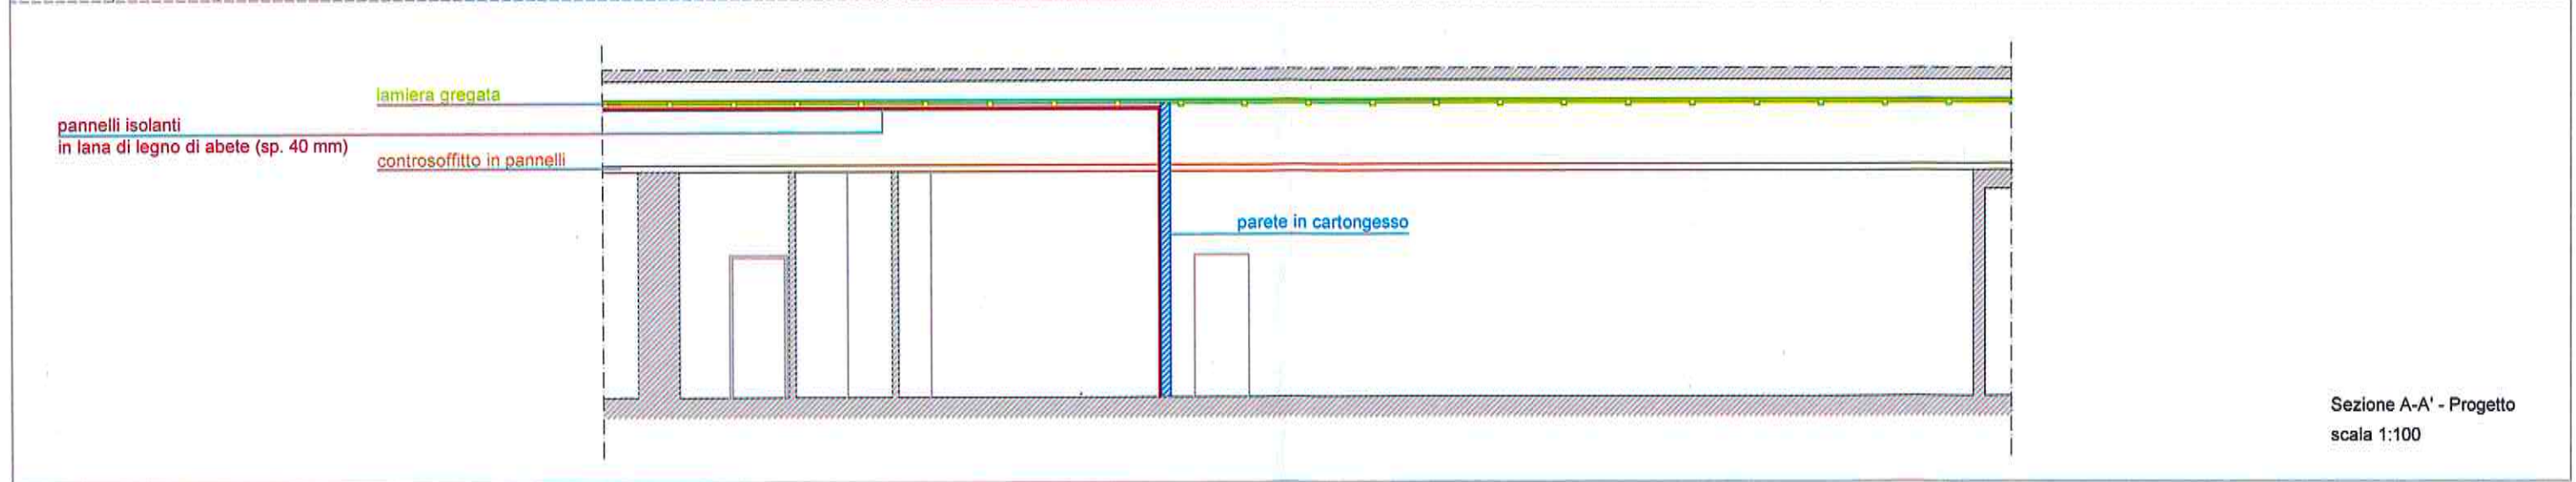 lamiera gregata
pannelli isolanti
in lana di legno di abete (sp. 40 mm)
controsoffitto in pannelli
parete in cartongesso
Sezione A-A' - Progetto
scala 1:100